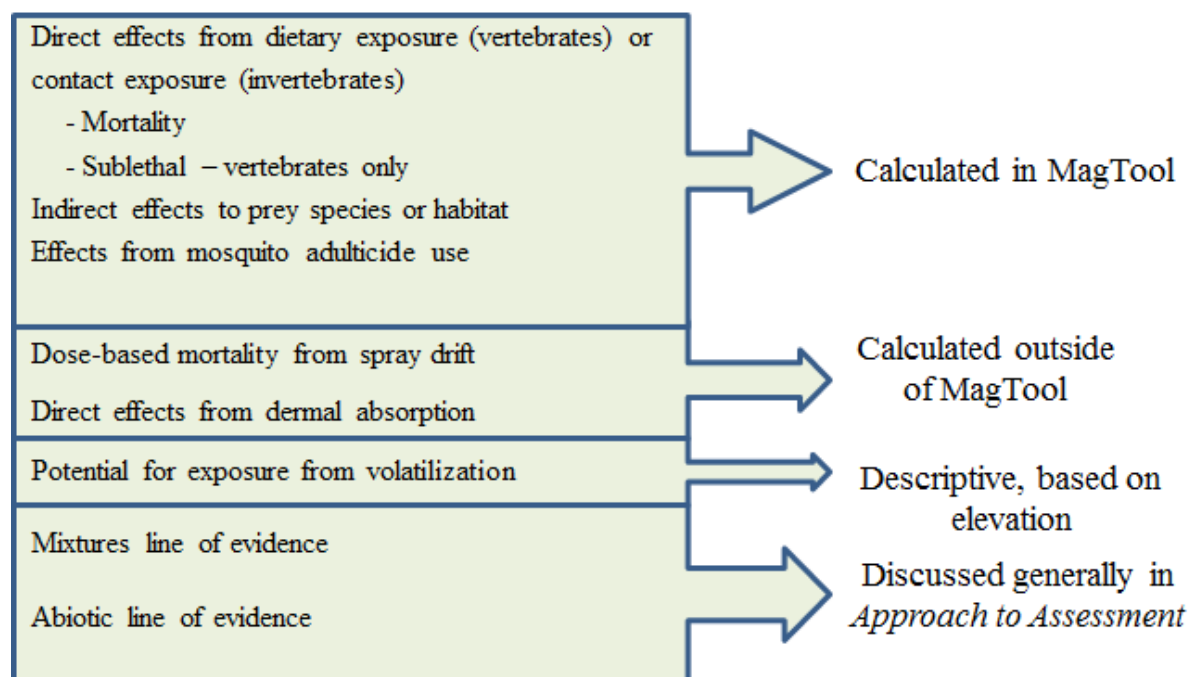 Direct effects from dietary exposure (vertebrates) or
contact exposure (invertebrates)
- Mortality
- Sublethal – vertebrates only
Indirect effects to prey species or habitat
Effects from mosquito adulticide use
Calculated in MagTool
Dose-based mortality from spray drift
Direct effects from dermal absorption
Calculated outside
of MagTool
Potential for exposure from volatilization
Descriptive, based on
elevation
Mixtures line of evidence
Abiotic line of evidence
Discussed generally in
Approach to Assessment